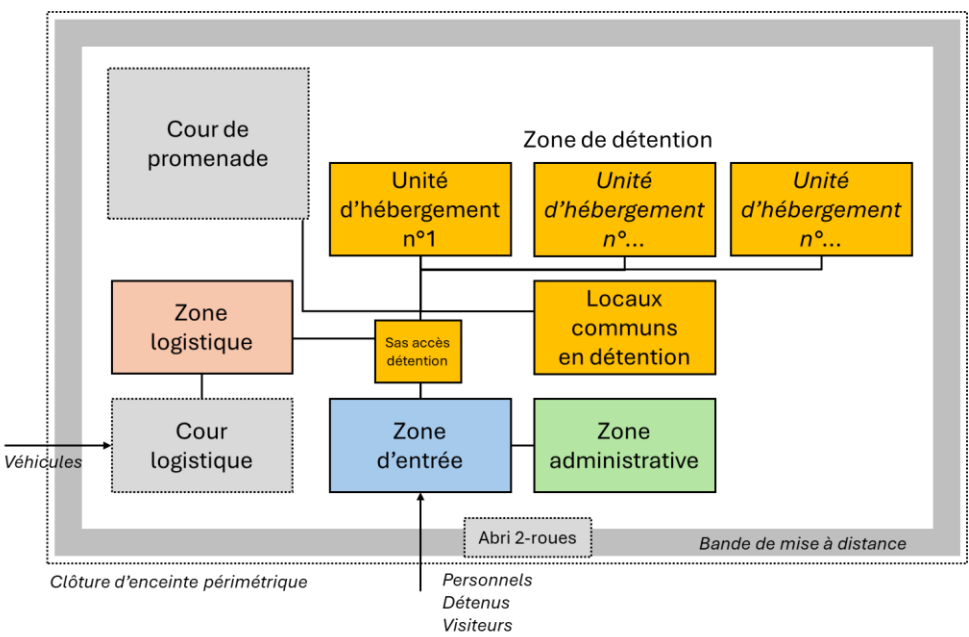 Cour de
promenade
Zone de détention
Unité
d’hébergement
n°1
Unité
d’hébergement
n°...
Unité
d’hébergement
n°...
Zone
logistique
Sas accès
détention
Locaux
communs
en détention
Cour
logistique
Zone
d’entrée
Zone
administrative
Véhicules
Abri 2-roues
Bande de mise à distance
Clôture d’enceinte périmétrique
Personnels
Détenus
Visiteurs